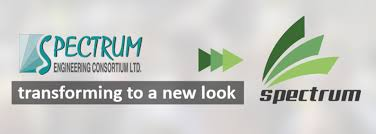 SPECTRUM
ENGINEERING CONSORTIUM LTD.
transforming to a new look
spectrum